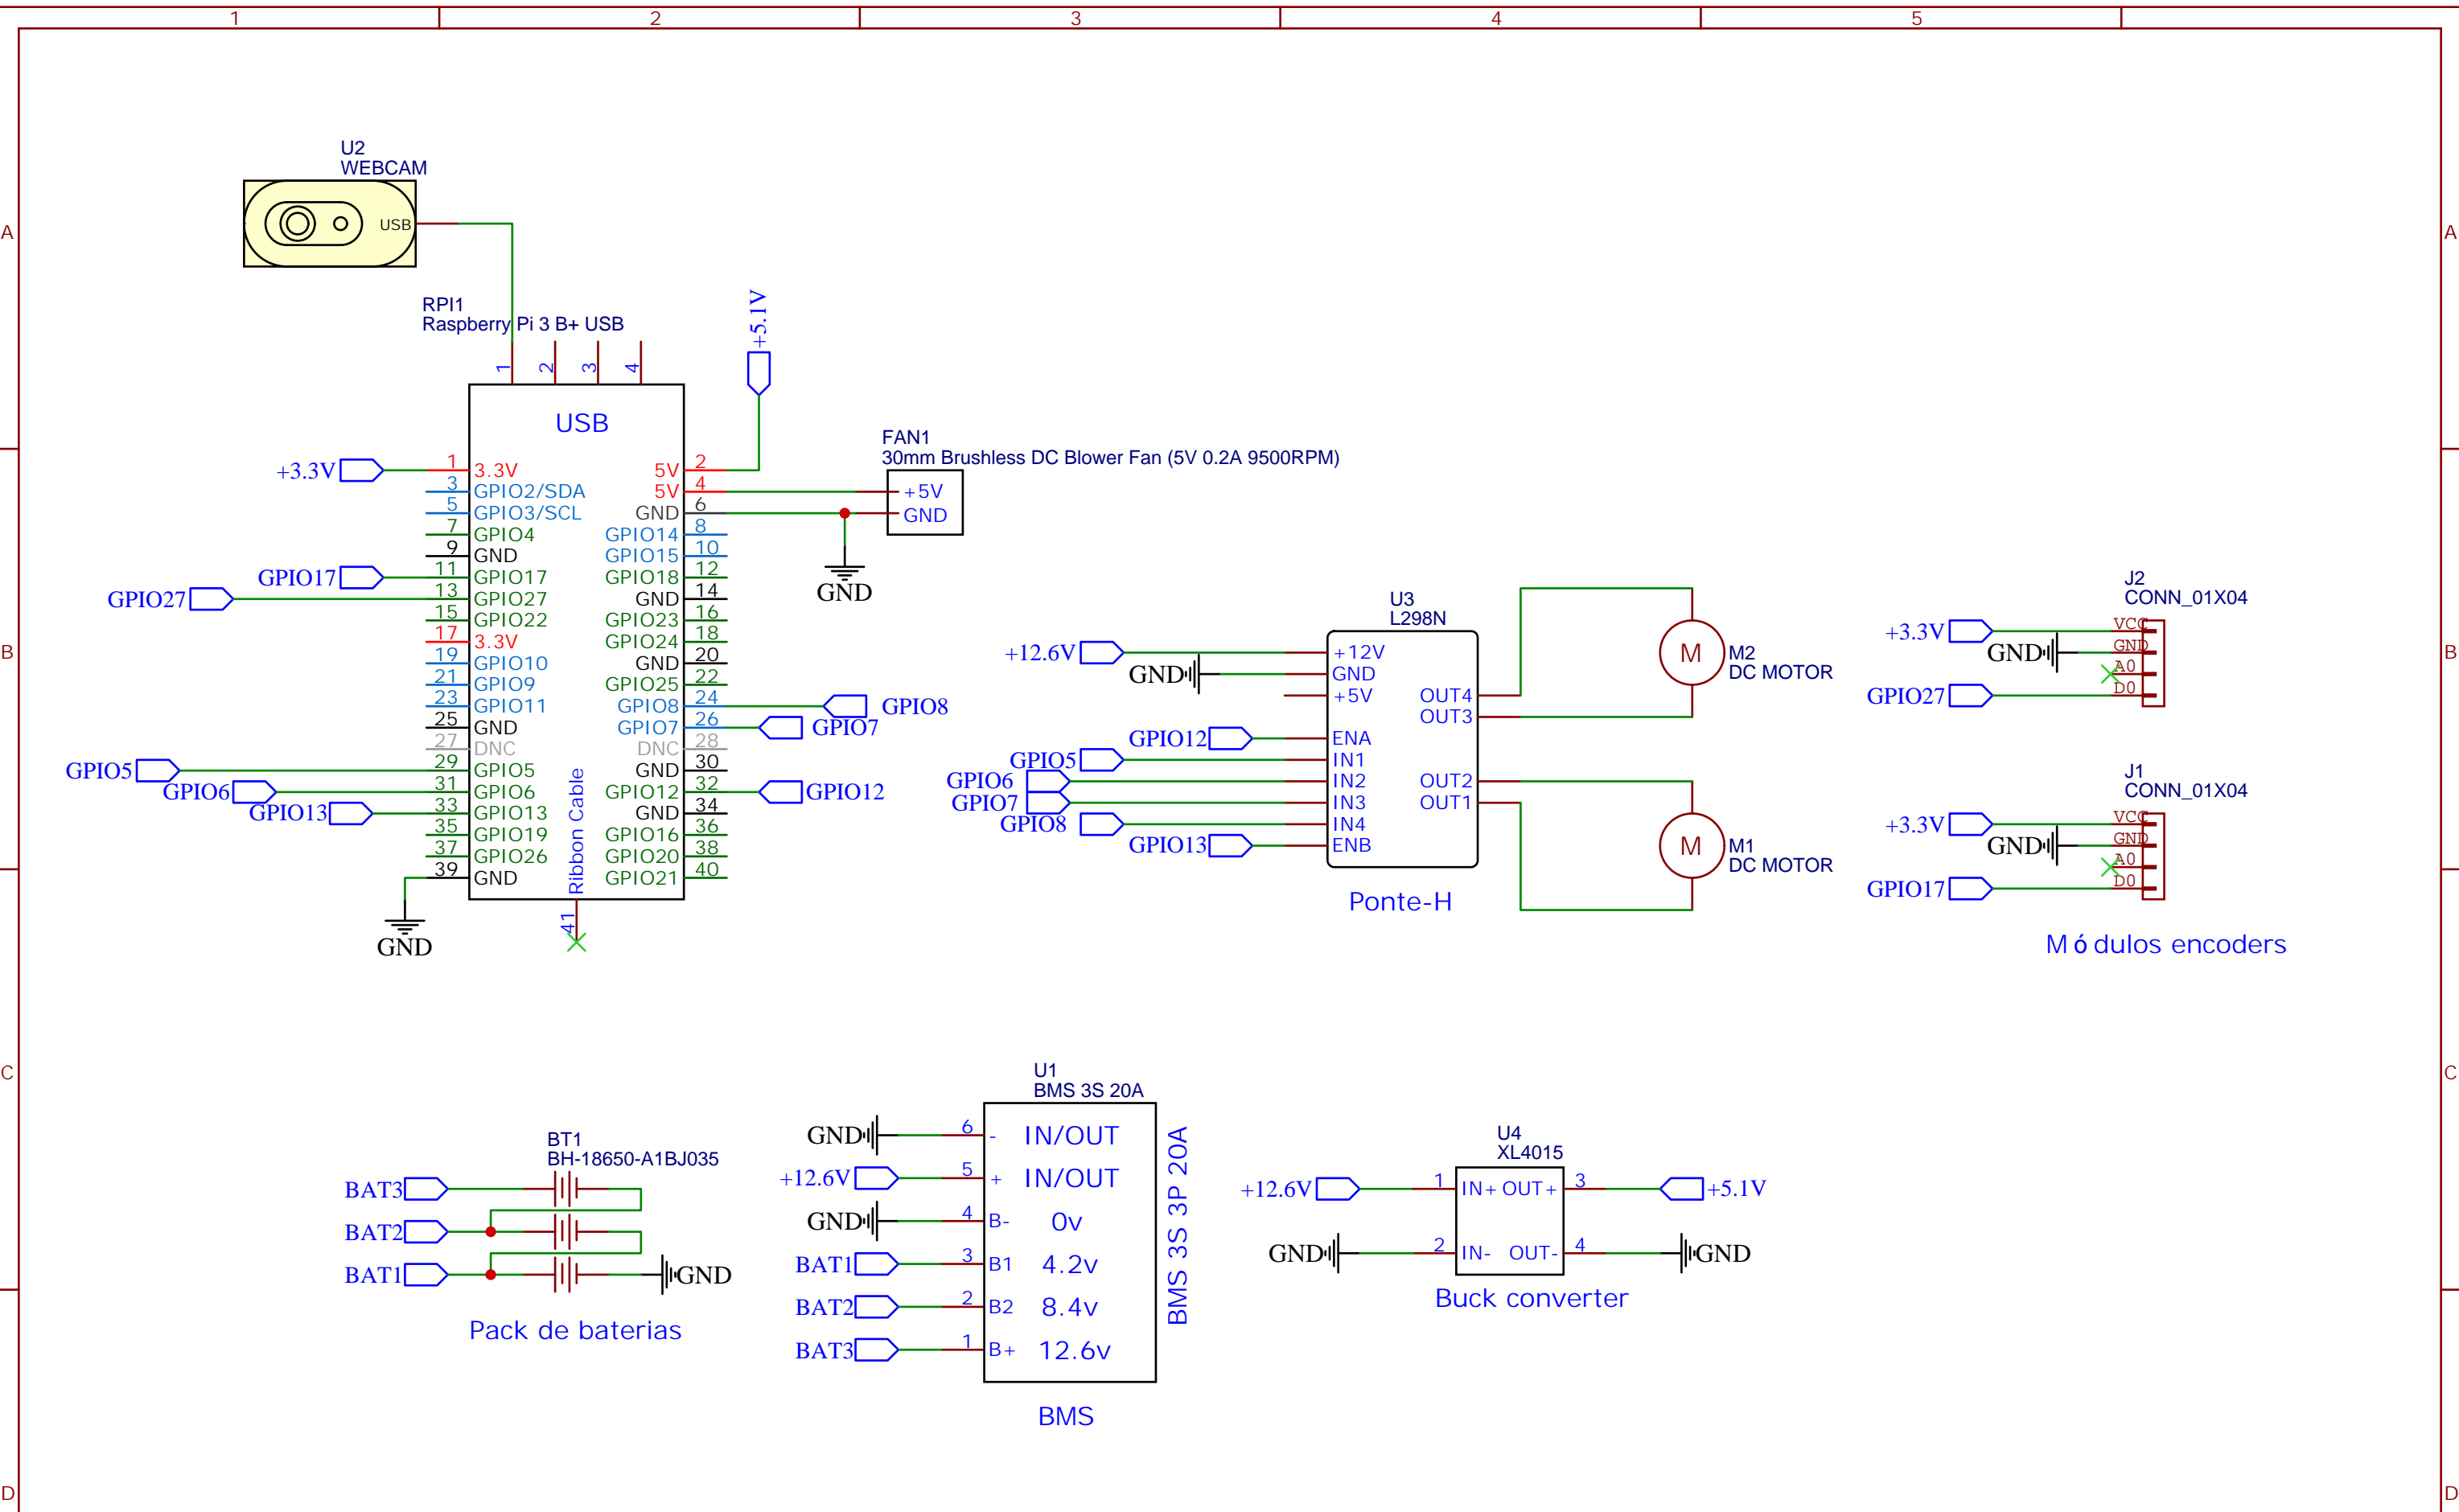 1 2 3 4 5
A A
B B
C C
D D
U2
WEBCAM
USB
RPI1
Raspberry Pi 3 B+ USB
1 2 3 4
USB
+5.1V
+3.3V
GPIO17
GPIO27
GPIO5
GPIO6
GPIO13
GND
1 3.3V 5V 2
3 GPIO2/SDA 5V 4
5 GPIO3/SCL GND 6
7 GPIO4 GPIO14 8
9 GND GPIO15 10
11 GPIO17 GPIO18 12
13 GPIO27 GND 14
15 GPIO22 GPIO23 16
17 3.3V GPIO24 18
19 GPIO10 GND 20
21 GPIO9 GPIO25 22
23 GPIO11 GPIO8 24
25 GND GPIO7 26
27 DNC DNC 28
29 GPIO5 GND 30
31 GPIO6 GPIO12 32
33 GPIO13 GND 34
35 GPIO19 GPIO16 36
37 GPIO26 GPIO20 38
39 GND GPIO21 40
Ribbon Cable
41
GPIO8
GPIO7
GPIO12
FAN1
30mm Brushless DC Blower Fan (5V 0.2A 9500RPM)
+5V
GND
GND
U3
L298N
+12.6V
GND
GPIO12
GPIO5
GPIO6
GPIO7
GPIO8
GPIO13
+12V
GND
+5V OUT4
OUT3
ENA
IN1
IN2 OUT2
IN3 OUT1
IN4
ENB
Ponte-H
M
M2
DC MOTOR
M
M1
DC MOTOR
J2
CONN_01X04
+3.3V VCC
GND GND
A0
GPIO27 D0
J1
CONN_01X04
+3.3V VCC
GND GND
A0
GPIO17 D0
Módulos encoders
BT1
BH-18650-A1BJ035
BAT3
BAT2
BAT1
GND
Pack de baterias
U1
BMS 3S 20A
GND 6 - IN/OUT
+12.6V 5 + IN/OUT
GND 4 B- 0v
BAT1 3 B1 4.2v
BAT2 2 B2 8.4v
BAT3 1 B+ 12.6v
BMS 3S 3P 20A
BMS
U4
XL4015
+12.6V 1 IN+ OUT+ 3 +5.1V
GND 2 IN- OUT- 4 GND
Buck converter